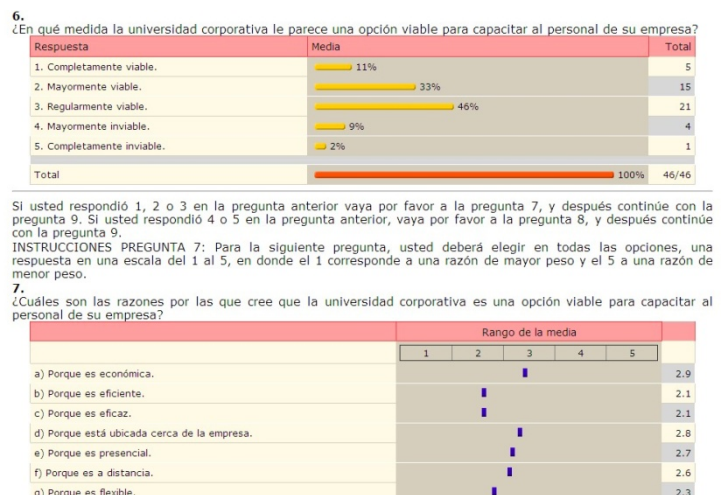 6.
¿En qué medida la universidad corporativa le parece una opción viable para capacitar al personal de su empresa?
Respuesta Media Total
1. Completamente viable. 11% 5
2. Mayormente viable. 33% 15
3. Regularmente viable. 46% 21
4. Mayormente inviable. 9% 4
5. Completamente inviable. 2% 1
Total 100% 46/46
Si usted respondió 1, 2 o 3 en la pregunta anterior vaya por favor a la pregunta 7, y después continúe con la
pregunta 9. Si usted respondió 4 o 5 en la pregunta anterior, vaya por favor a la pregunta 8, y después continúe
con la pregunta 9.
INSTRUCCIONES PREGUNTA 7: Para la siguiente pregunta, usted deberá elegir en todas las opciones, una
respuesta en una escala del 1 al 5, en donde el 1 corresponde a una razón de mayor peso y el 5 a una razón de
menor peso.
7.
¿Cuáles son las razones por las que cree que la universidad corporativa es una opción viable para capacitar al
personal de su empresa?
Rango de la media
1 2 3 4 5
a) Porque es económica. 2.9
b) Porque es eficiente. 2.1
c) Porque es eficaz. 2.1
d) Porque está ubicada cerca de la empresa. 2.8
e) Porque es presencial. 2.7
f) Porque es a distancia. 2.6
g) Porque es flexible. 2.3